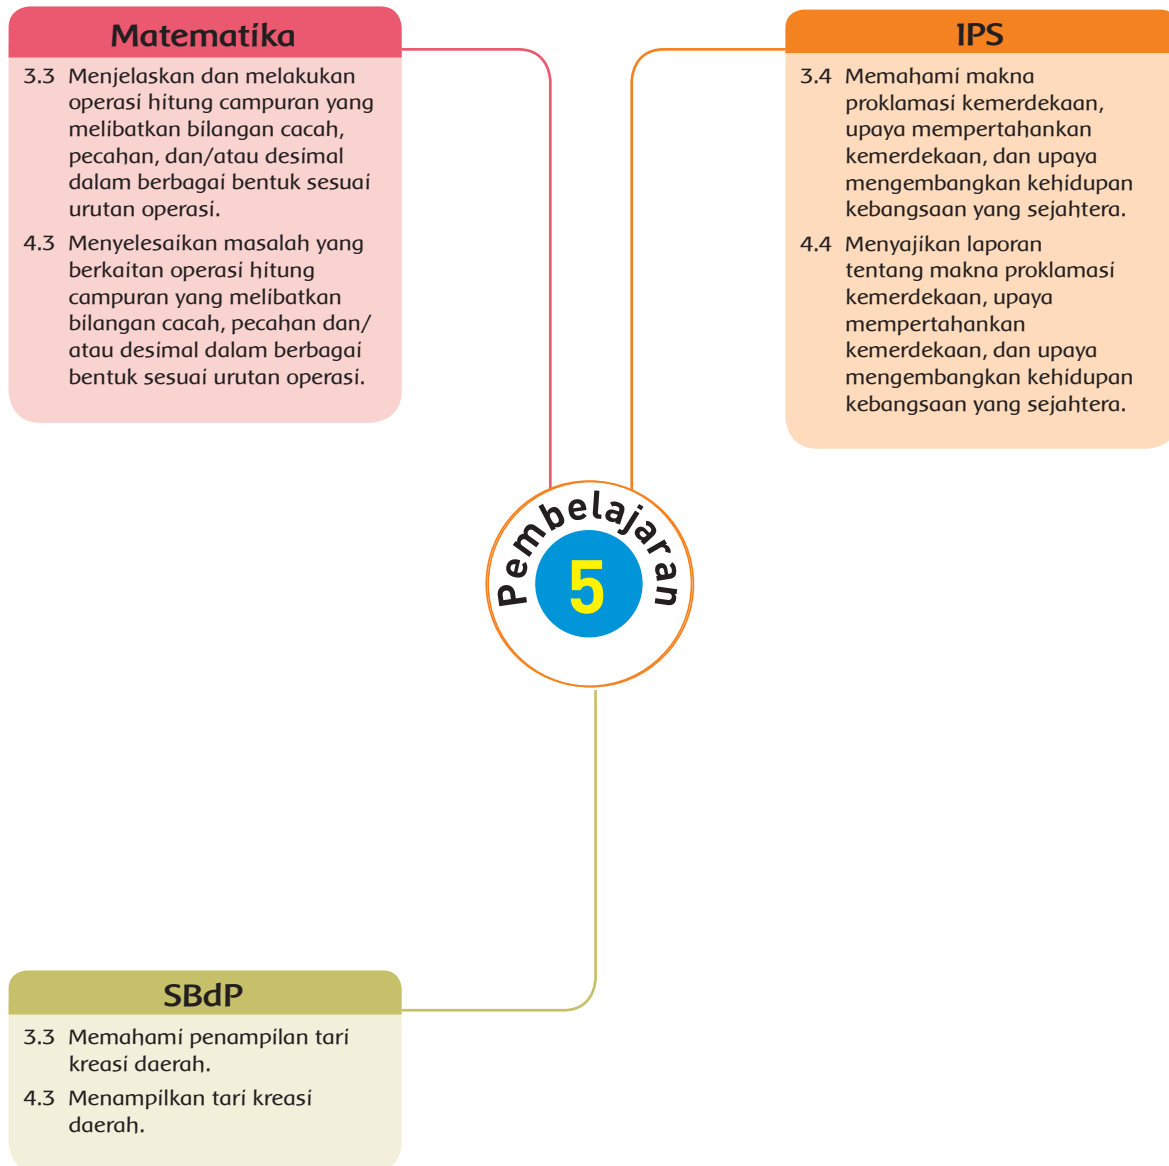 Matematika
3.3 Menjelaskan dan melakukan
operasi hitung campuran yang
melibatkan bilangan cacah,
pecahan, dan/atau desimal
dalam berbagai bentuk sesuai
urutan operasi.
4.3 Menyelesaikan masalah yang
berkaitan operasi hitung
campuran yang melibatkan
bilangan cacah, pecahan dan/
atau desimal dalam berbagai
bentuk sesuai urutan operasi.
IPS
3.4 Memahami makna
proklamasi kemerdekaan,
upaya mempertahankan
kemerdekaan, dan upaya
mengembangkan kehidupan
kebangsaan yang sejahtera.
4.4 Menyajikan laporan
tentang makna proklamasi
kemerdekaan, upaya
mempertahankan
kemerdekaan, dan upaya
mengembangkan kehidupan
kebangsaan yang sejahtera.
Pembelajaran
5
SBdP
3.3 Memahami penampilan tari
kreasi daerah.
4.3 Menampilkan tari kreasi
daerah.